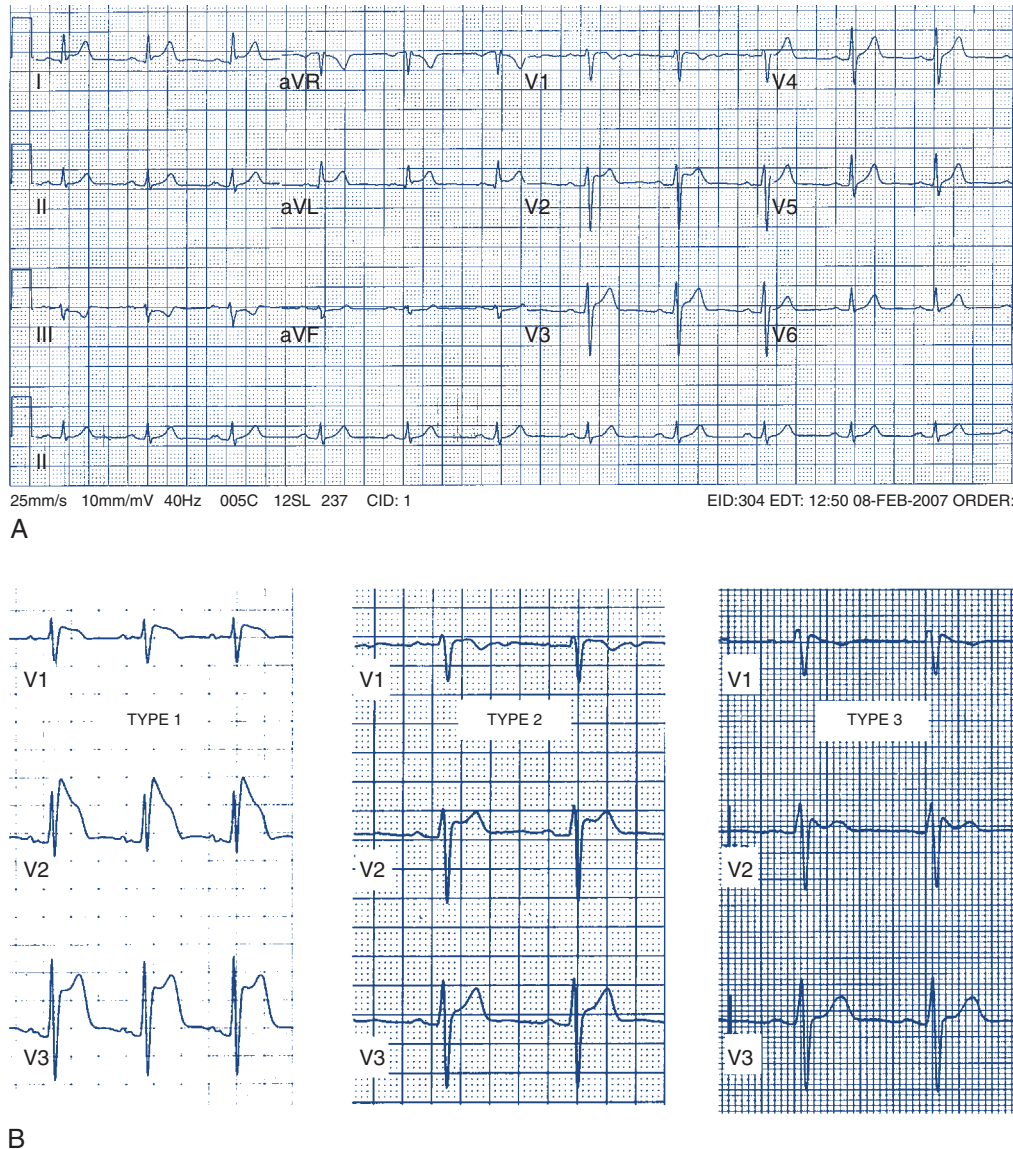 I aVR V1 V4
II aVL V2 V5
III aVF V3 V6
II
25mm/s 10mm/mV 40Hz 005C 12SL 237 CID: 1 EID:304 EDT: 12:50 08-FEB-2007 ORDER:
A
V1 V1 V1
TYPE 1 TYPE 2 TYPE 3
V2 V2 V2
V3 V3 V3
B